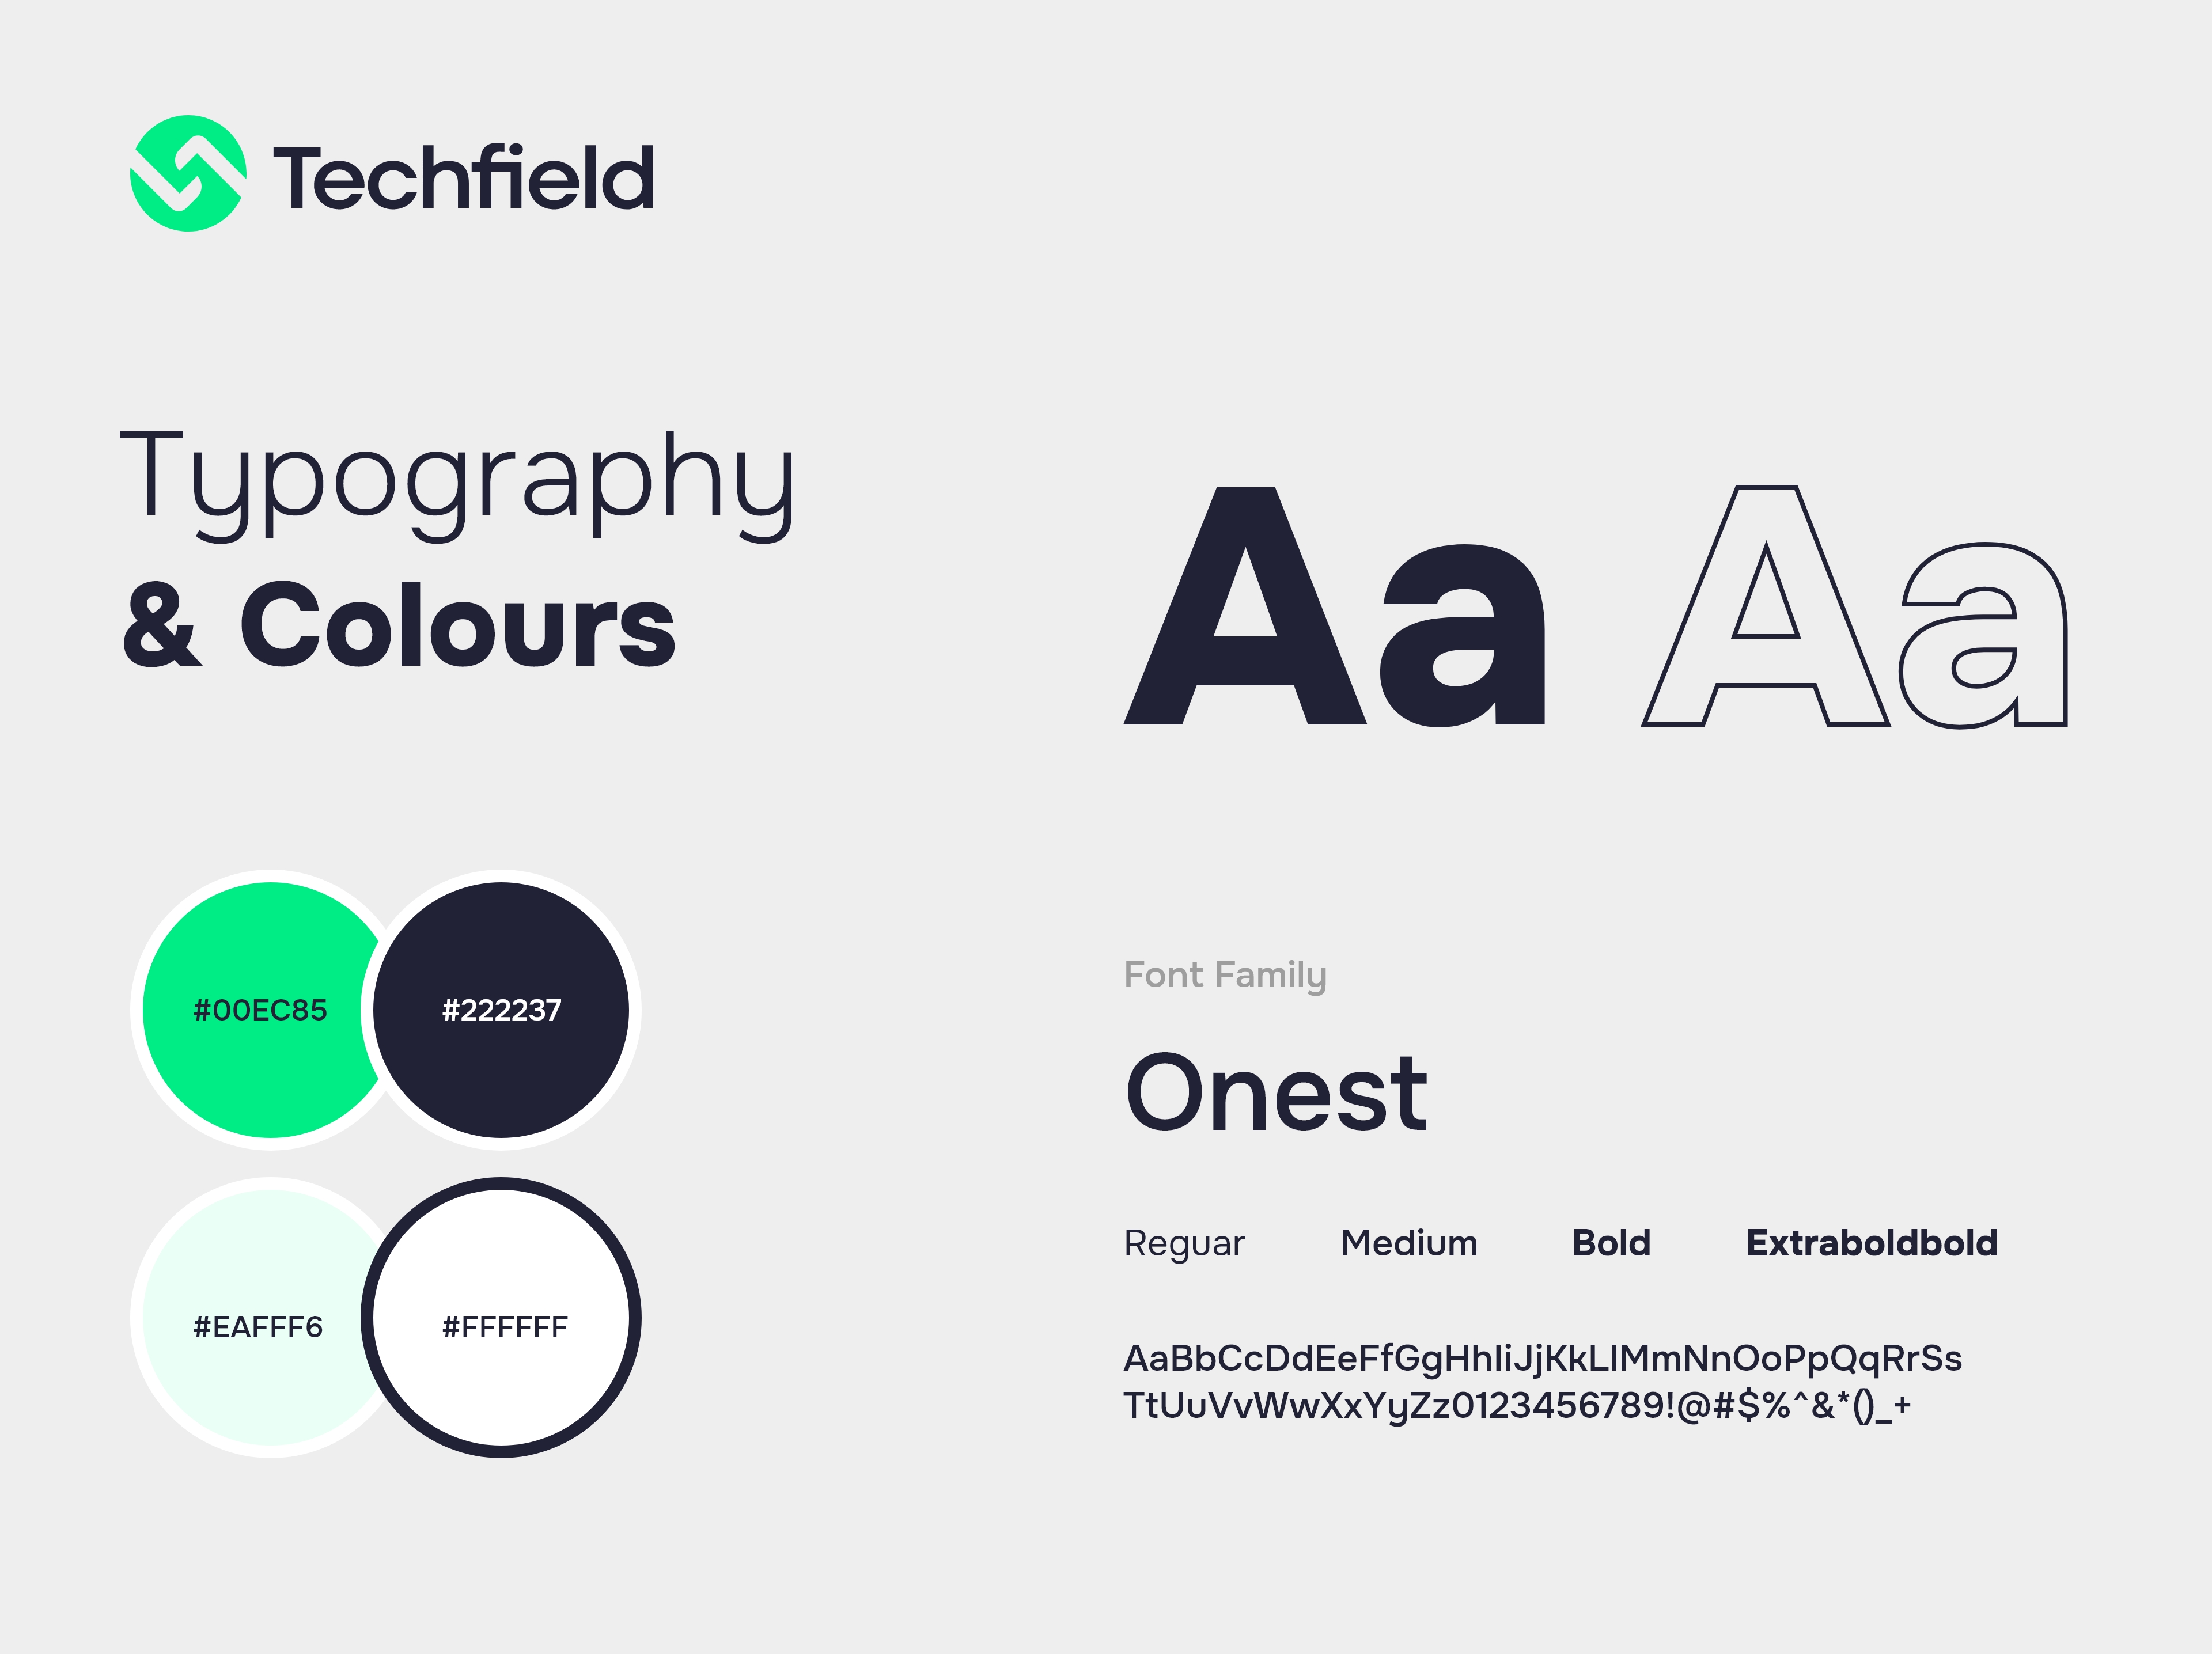 Techfield
Typography
& Colours
Aa Aa
#00EC85
#222237
#EAFFF6
#FFFFFF
Font Family
Onest
Reguar Medium Bold Extraboldbold
AaBbCcDdEeFfGgHhIiJjKkLlMmNnOoPpQqRrSs
TtUuVvWwXxYyZz0123456789!@#$%^&*()_+